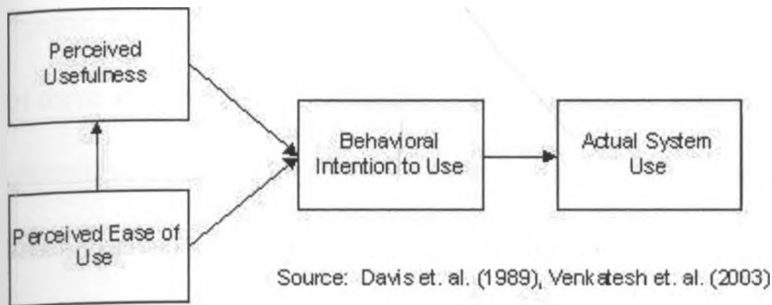 Perceived
Usefulness
Behavioral
Intention to Use
Actual System
Use
Perceived Ease of
Use
Source: Davis et. al. (1989), Venkatesh et. al. (2003)